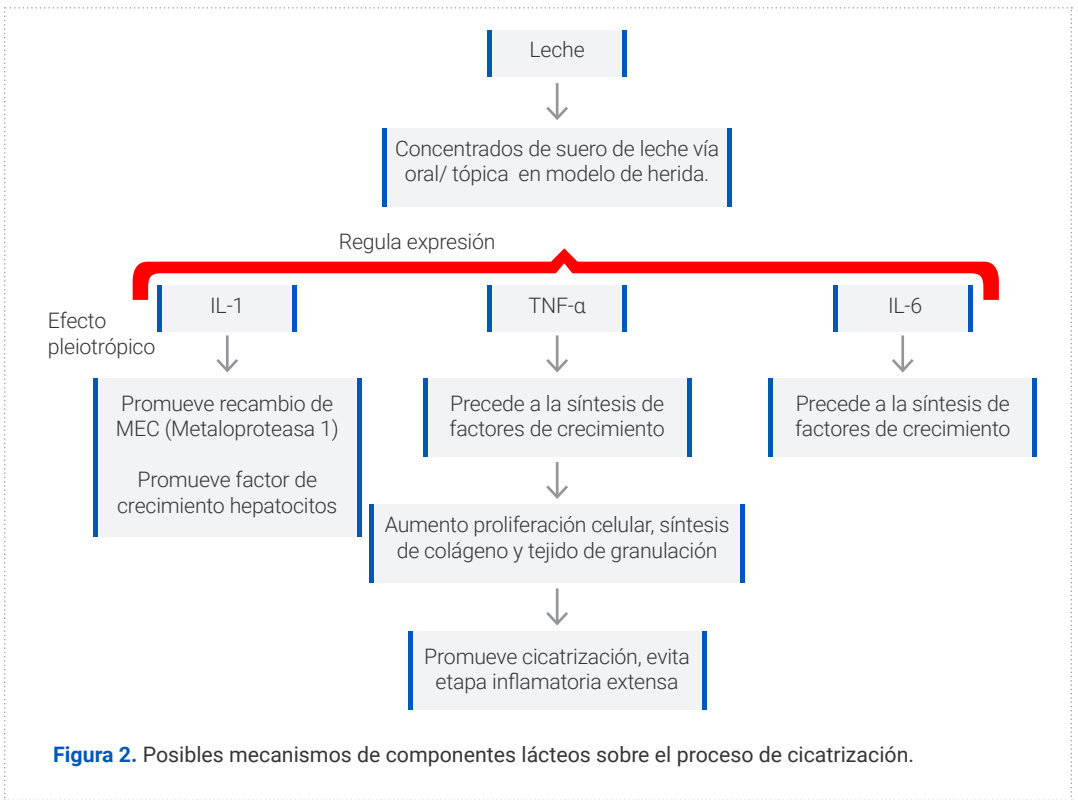 Leche
Concentrados de suero de leche vía
oral/ tópica en modelo de herida.
Regula expresión
IL-1
TNF-α
IL-6
Efecto
pleiotrópico
Promueve recambio de
MEC (Metaloproteasa 1)
Promueve factor de
crecimiento hepatocitos
Precede a la síntesis de
factores de crecimiento
Precede a la síntesis de
factores de crecimiento
Aumento proliferación celular, síntesis
de colágeno y tejido de granulación
Promueve cicatrización, evita
etapa inflamatoria extensa
Figura 2. Posibles mecanismos de componentes lácteos sobre el proceso de cicatrización.